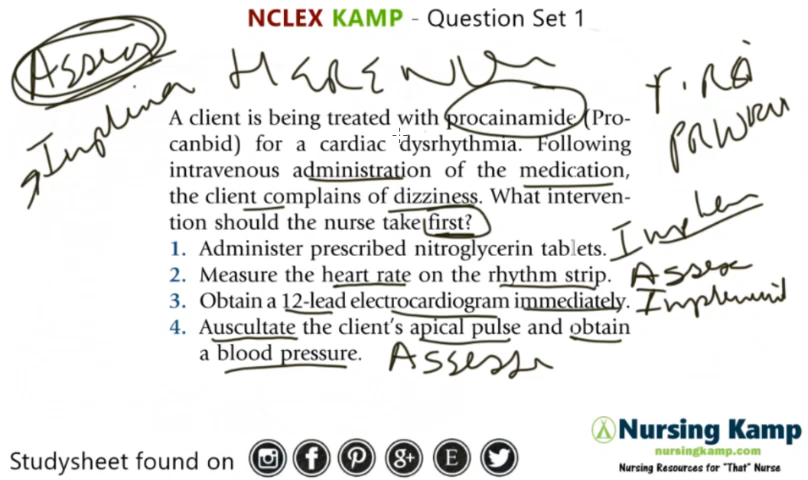 NCLEX KAMP - Question Set 1
Assess
A client is being treated with procainamide (Pro-
canbid) for a cardiac dysrhythmia. Following
intravenous administration of the medication,
the client complains of dizziness. What interven-
tion should the nurse take first?
1. Administer prescribed nitroglycerin tablets.
2. Measure the heart rate on the rhythm strip. Assess
3. Obtain a 12-lead electrocardiogram immediately. Implement
4. Auscultate the client's apical pulse and obtain
a blood pressure. Assess
Nursing Kamp
nursingkamp.com
Nursing Resources for "That" Nurse
Studysheet found on